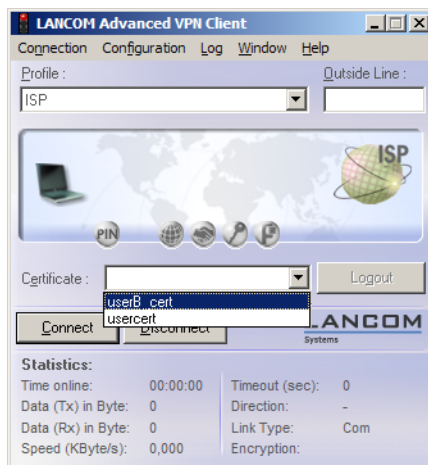 LANCOM Advanced VPN Client
Connection Configuration Log Window Help
Profile : Outside Line :
ISP
ISP
PIN
Certificate : Logout
userB_cert
usercert
Connect Disconnect LANCOM
Systems
Statistics:
Time online: 00:00:00 Timeout (sec): 0
Data (Tx) in Byte: 0 Direction: -
Data (Rx) in Byte: 0 Link Type: Com
Speed (KByte/s): 0,000 Encryption: